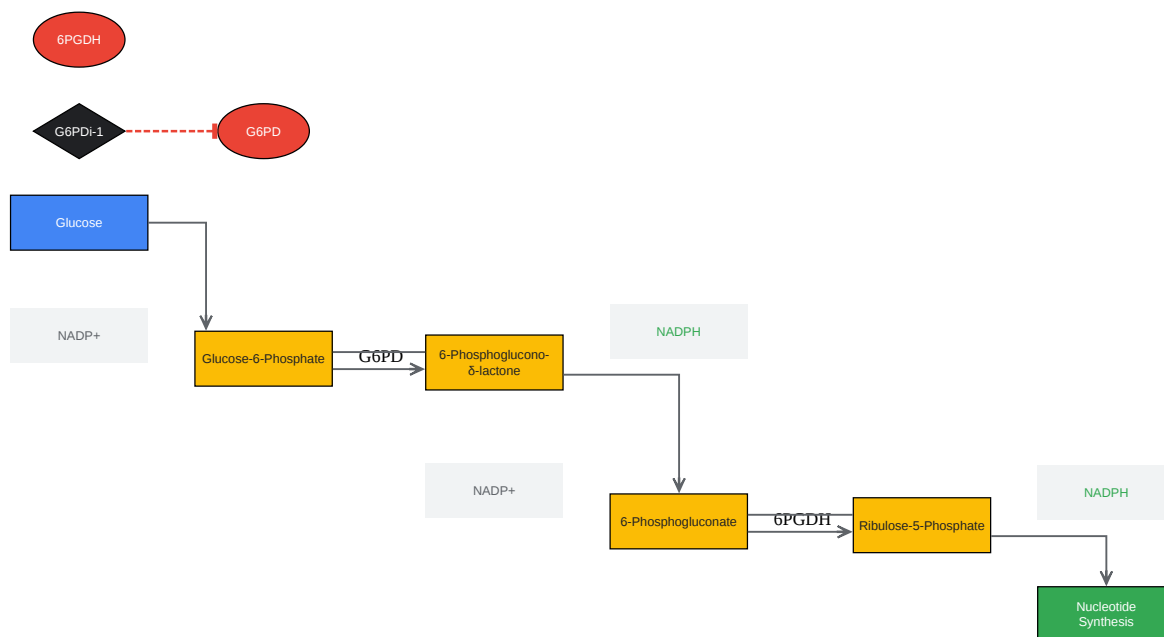 6PGDH
G6PDi-1
G6PD
Glucose
NADP+
Glucose-6-Phosphate
G6PD
6-Phosphoglucono-
δ-lactone
NADPH
NADP+
6-Phosphogluconate
6PGDH
Ribulose-5-Phosphate
NADPH
Nucleotide
Synthesis